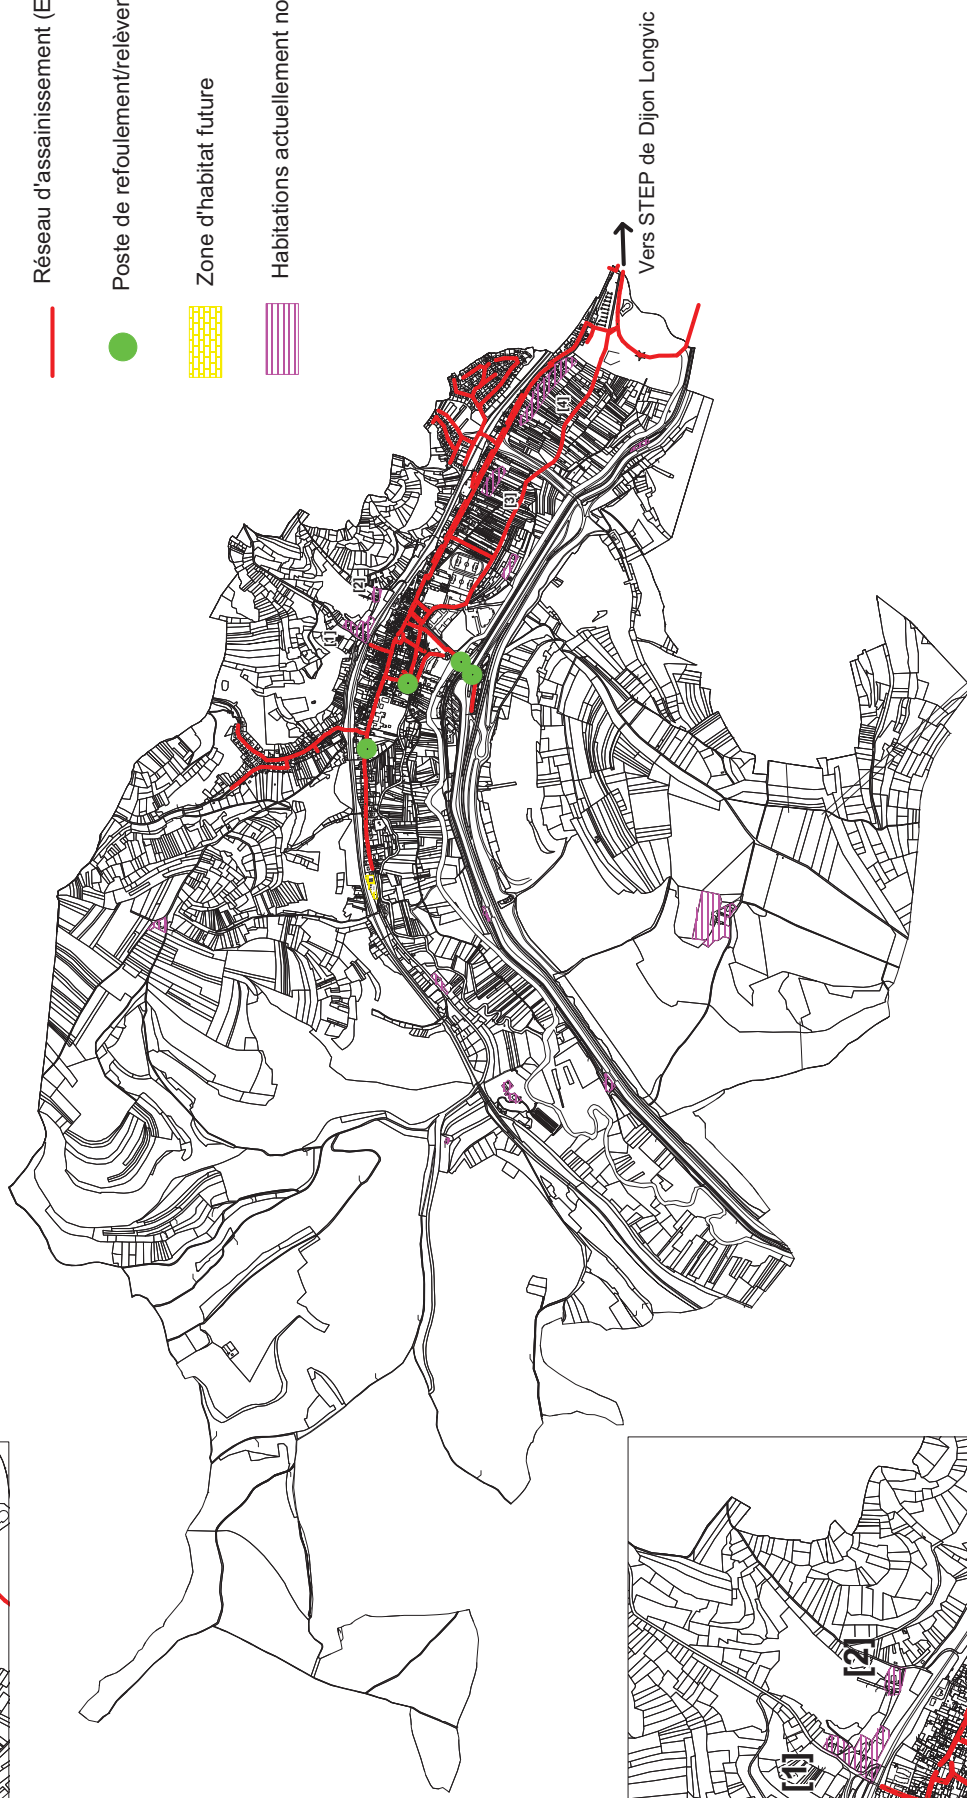 Réseau d'assainissement (E
Poste de refoulement/relèver
Zone d'habitat future
Habitations actuellement no
Vers STEP de Dijon Longvic
[1]
[2]
[3]
[4]
[1]
[2]